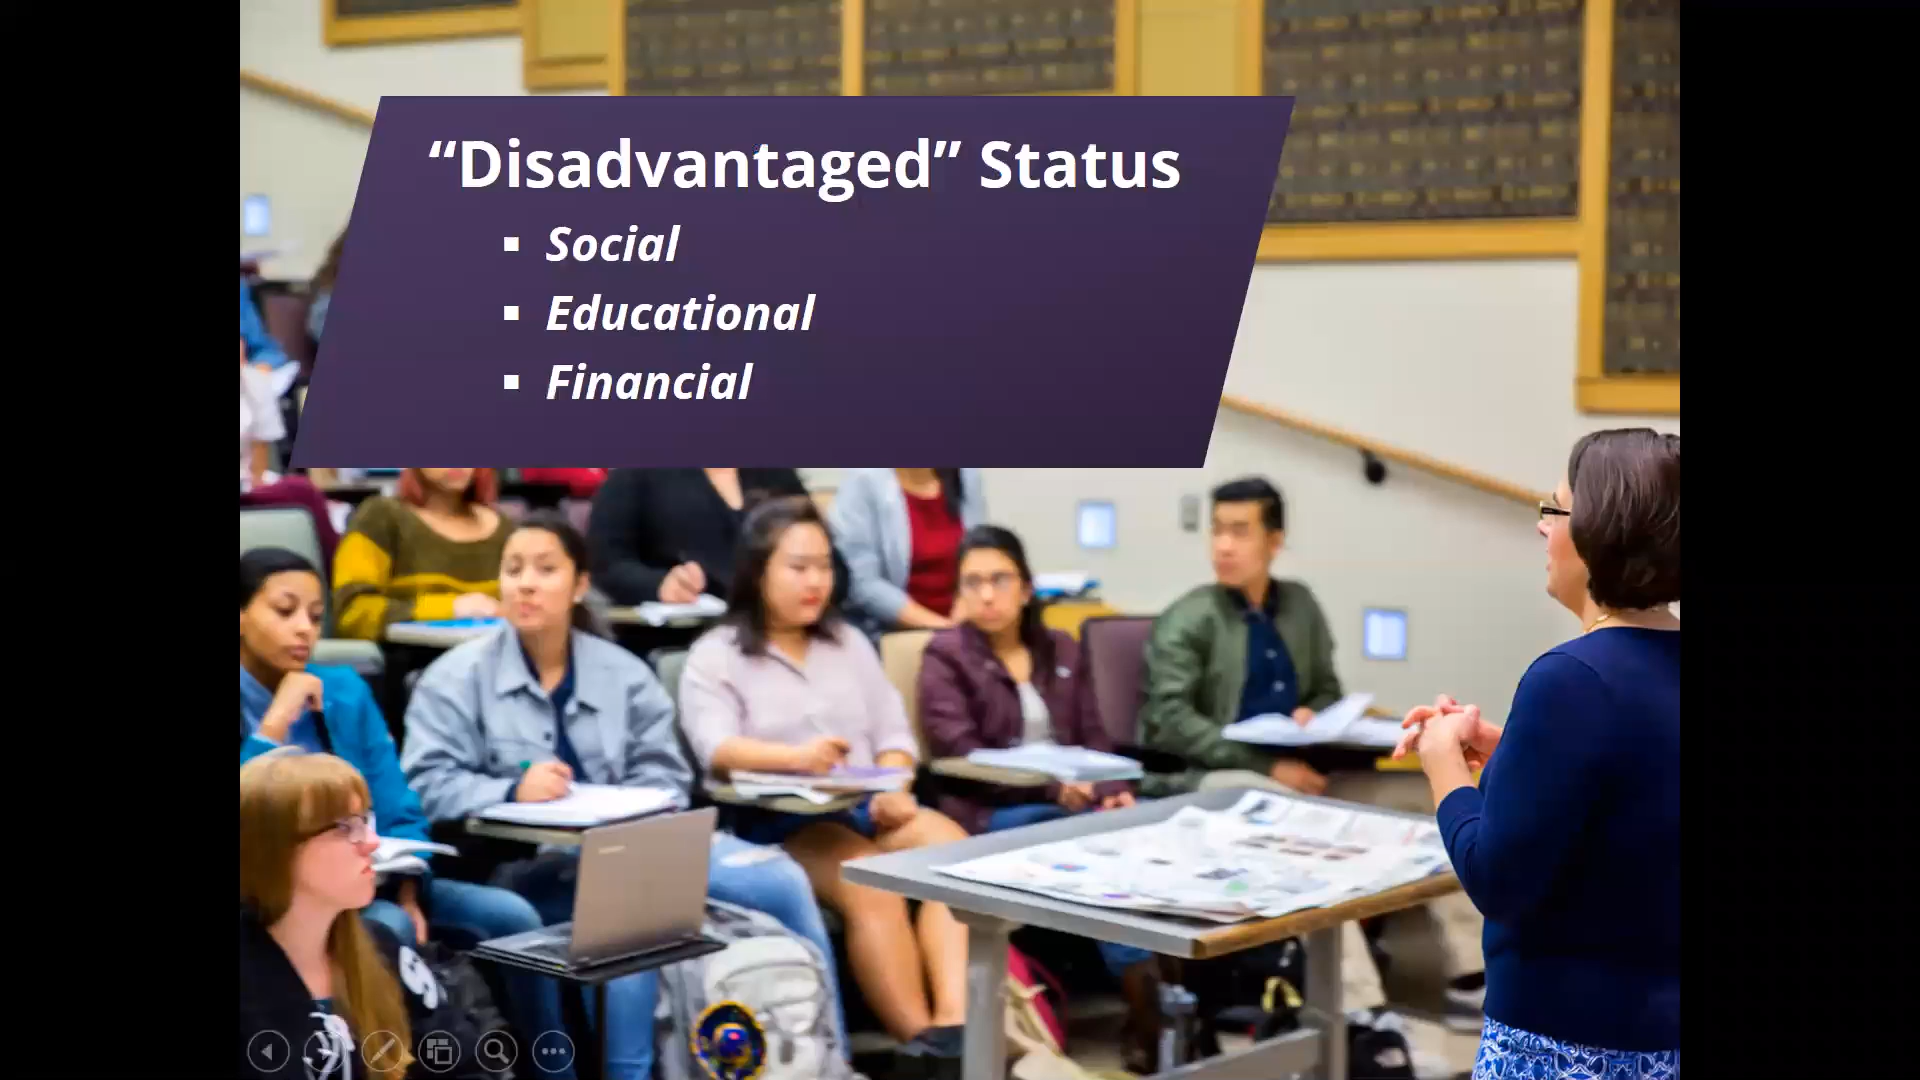 “Disadvantaged” Status
▪ Social
▪ Educational
▪ Financial